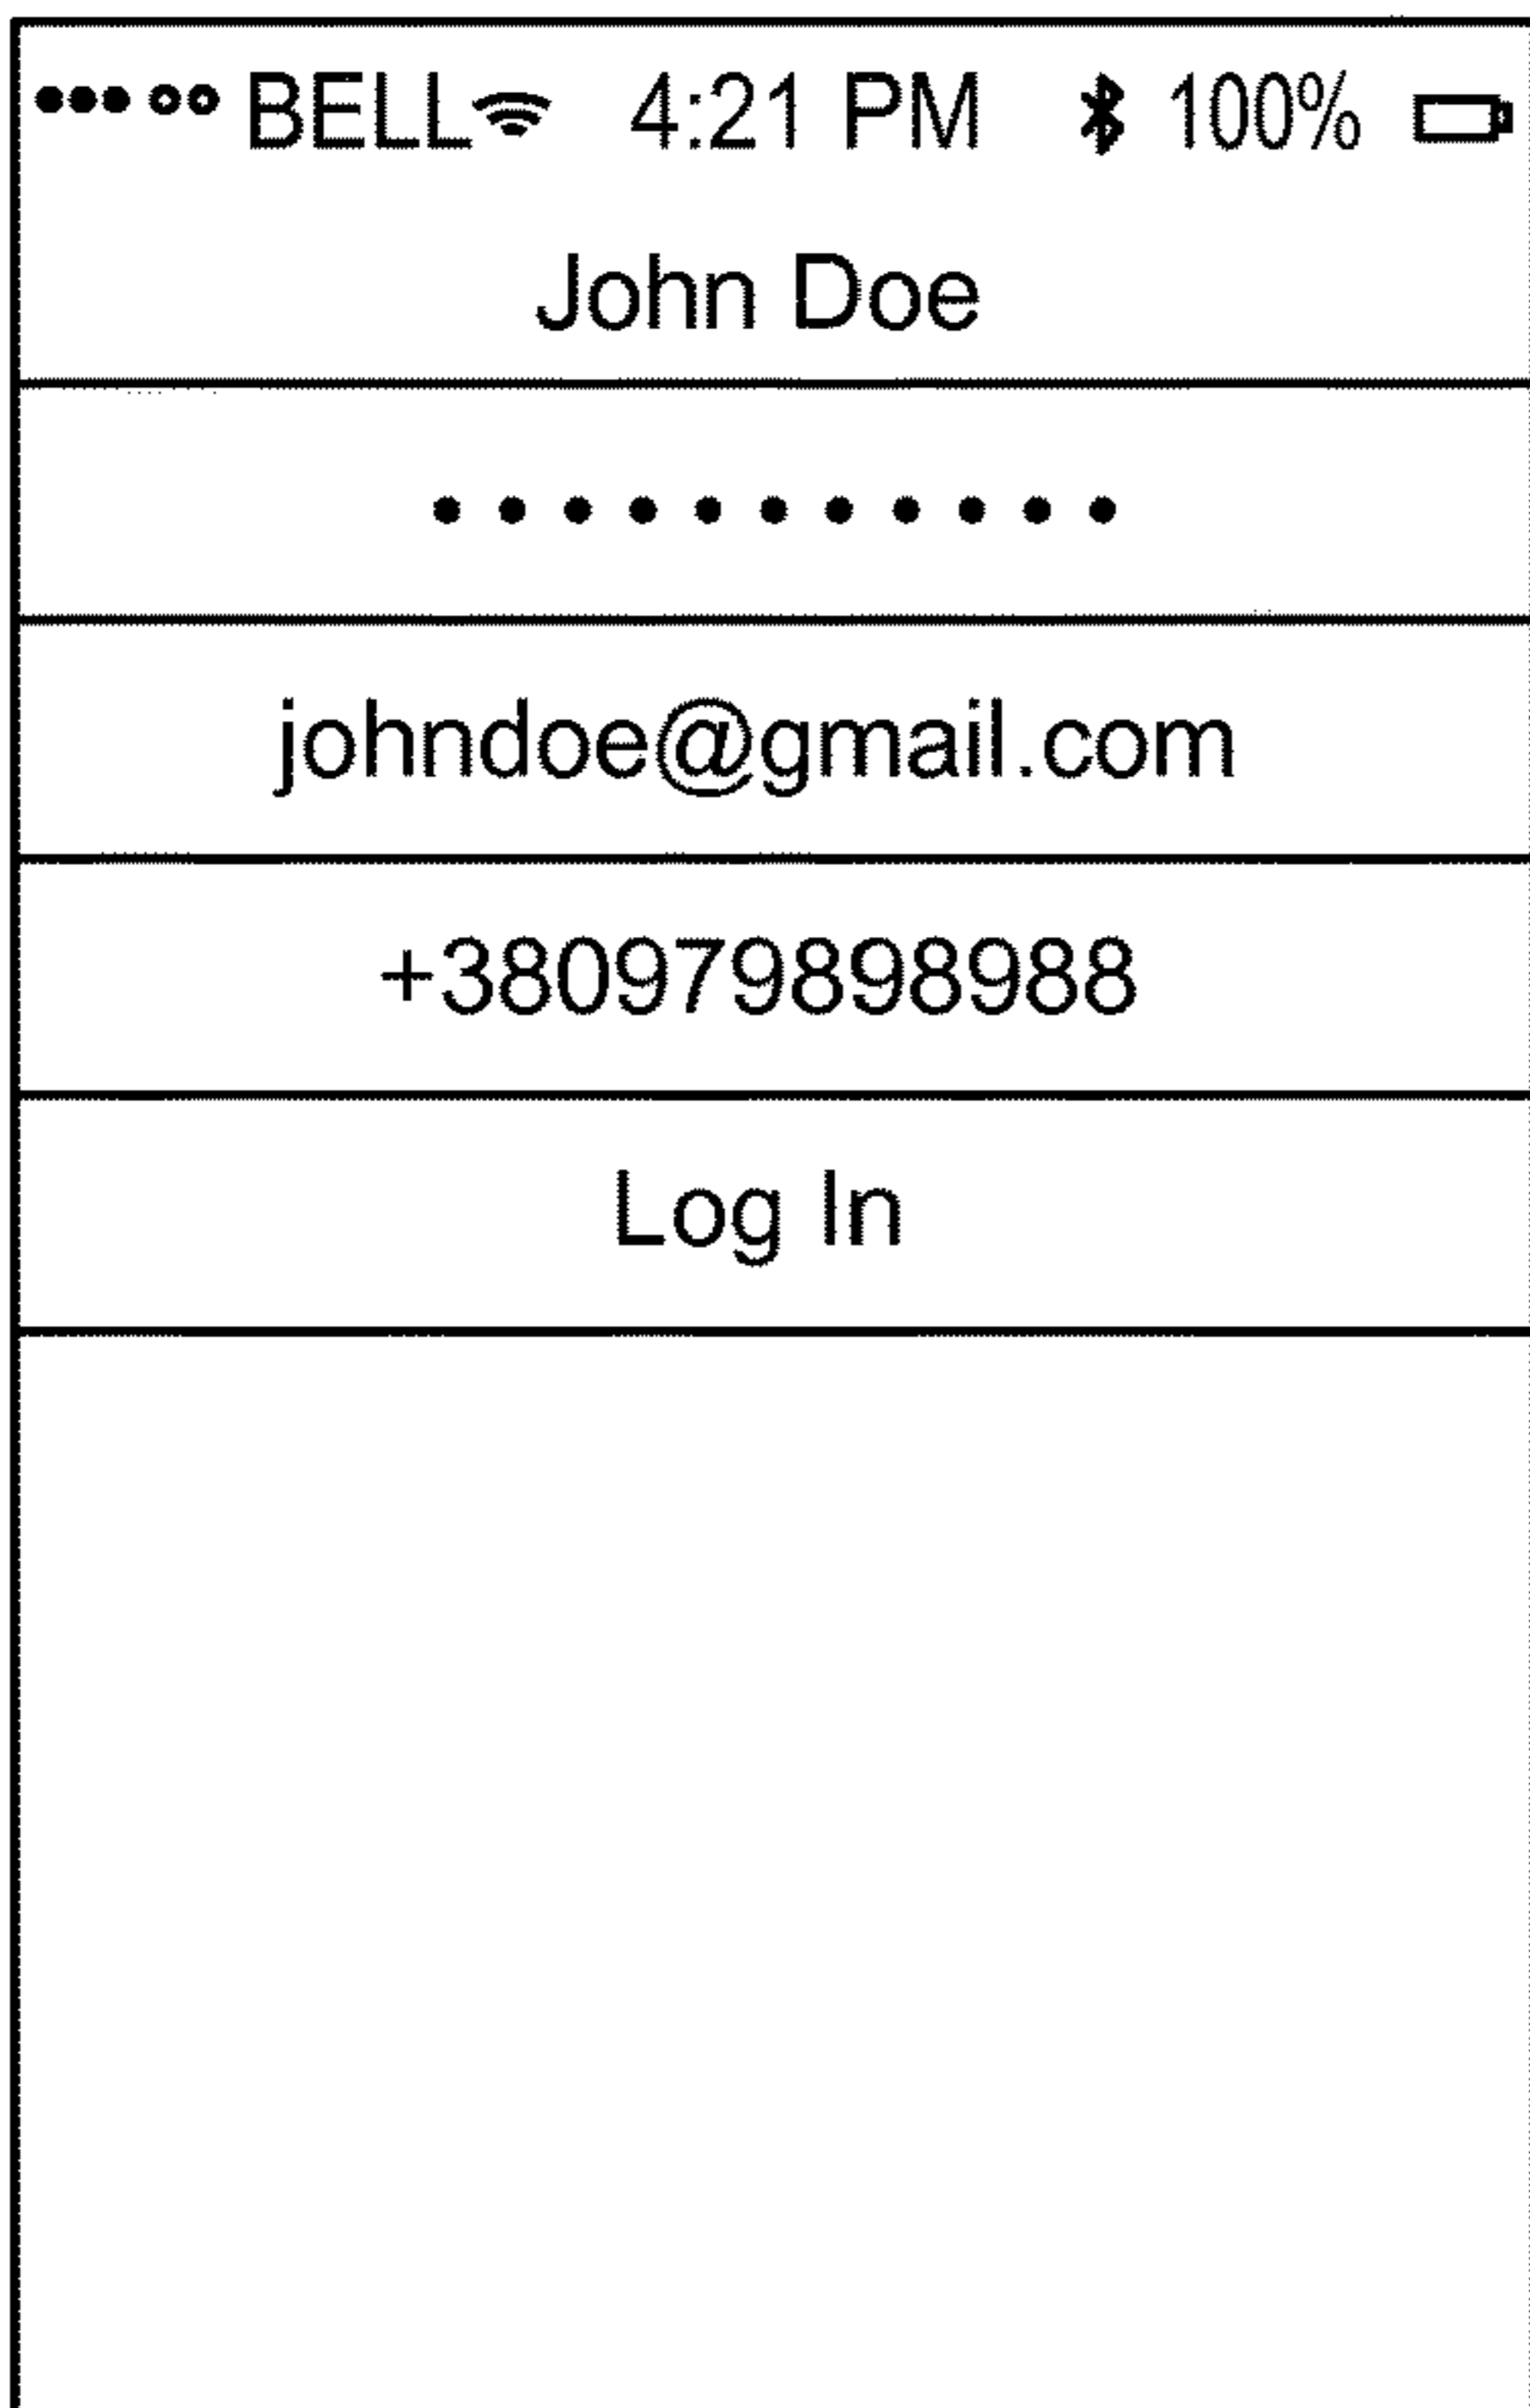 BELL 4:21 PM 100%
John Doe
•••••••••••
johndoe@gmail.com
+380979898988
Log In